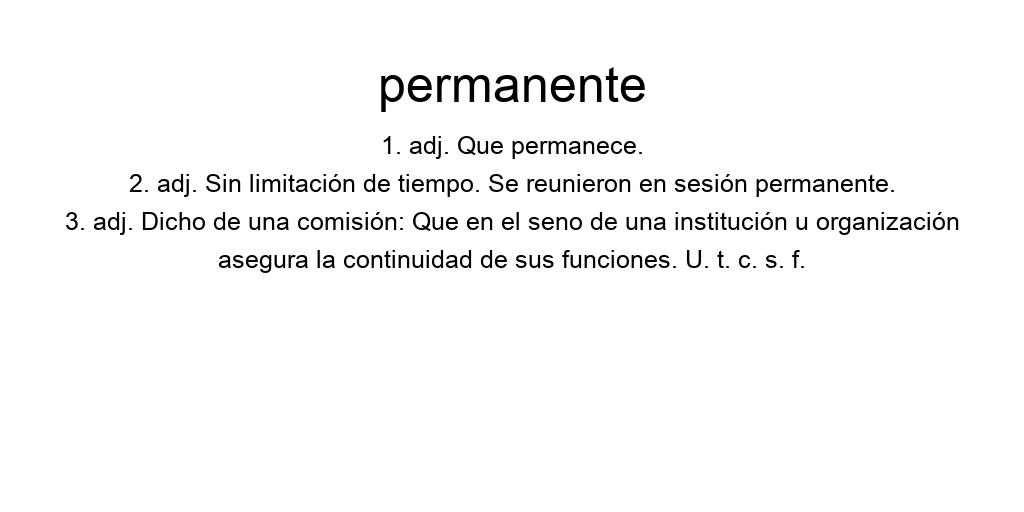 permanente
1. adj. Que permanece.
2. adj. Sin limitación de tiempo. Se reunieron en sesión permanente.
3. adj. Dicho de una comisión: Que en el seno de una institución u organización
asegura la continuidad de sus funciones. U. t. c. s. f.